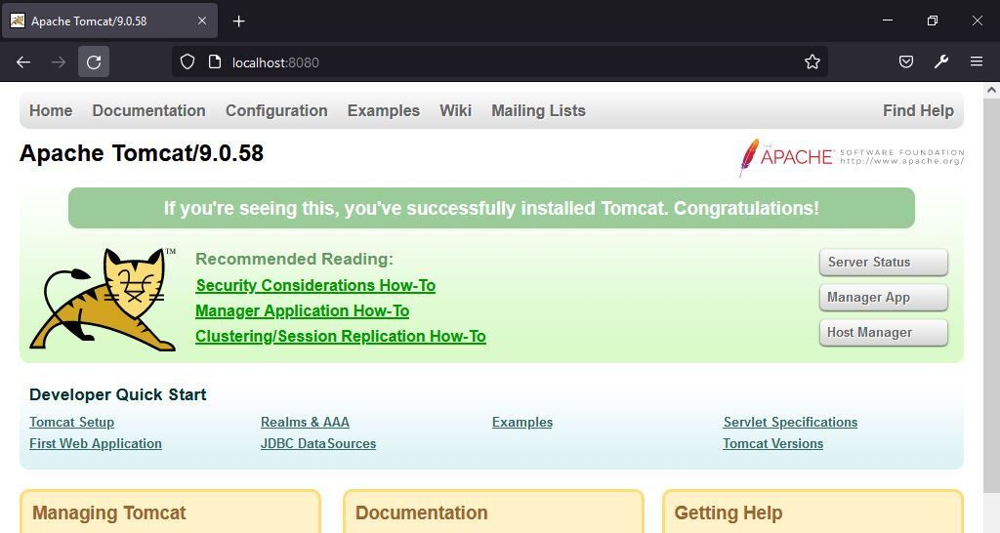 Apache Tomcat/9.0.58
localhost:8080
Home Documentation Configuration Examples Wiki Mailing Lists Find Help
Apache Tomcat/9.0.58
THE APACHE® SOFTWARE FOUNDATION
http://www.apache.org/
If you're seeing this, you've successfully installed Tomcat. Congratulations!
TM
Recommended Reading:
Security Considerations How-To
Manager Application How-To
Clustering/Session Replication How-To
Server Status
Manager App
Host Manager
Developer Quick Start
Tomcat Setup Realms & AAA Examples Servlet Specifications
First Web Application JDBC DataSources Tomcat Versions
Managing Tomcat Documentation Getting Help